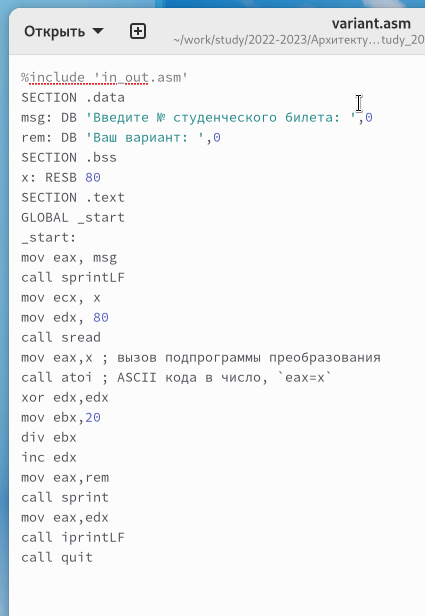 Открыть
variant.asm
~/work/study/2022-2023/Архитекту…tudy_20
%include 'in_out.asm'
SECTION .data
msg: DB 'Введите № студенческого билета: ',0
rem: DB 'Ваш вариант: ',0
SECTION .bss
x: RESB 80
SECTION .text
GLOBAL _start
_start:
mov eax, msg
call sprintLF
mov ecx, x
mov edx, 80
call sread
mov eax,x ; вызов подпрограммы преобразования
call atoi ; ASCII кода в число, `eax=x`
xor edx,edx
mov ebx,20
div ebx
inc edx
mov eax,rem
call sprint
mov eax,edx
call iprintLF
call quit